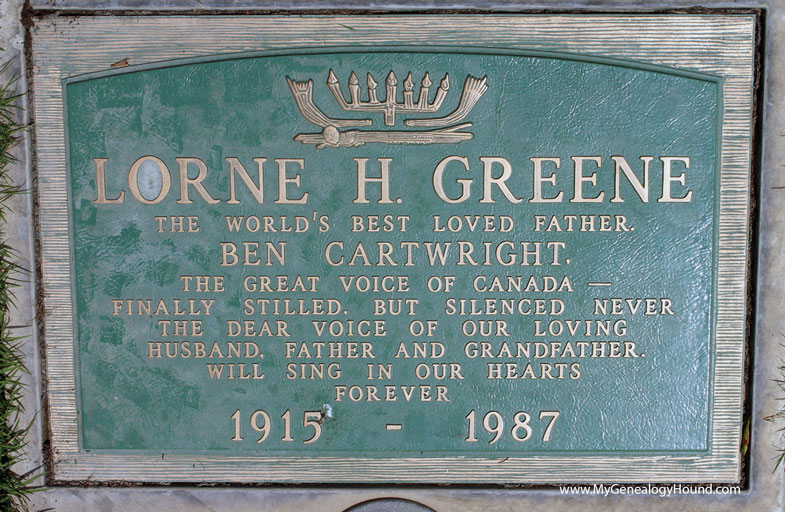 LORNE H. GREENE
THE WORLD'S BEST LOVED FATHER.
BEN CARTWRIGHT.
THE GREAT VOICE OF CANADA —
FINALLY STILLED. BUT SILENCED NEVER
THE DEAR VOICE OF OUR LOVING
HUSBAND. FATHER AND GRANDFATHER.
WILL SING IN OUR HEARTS
FOREVER
1915 - 1987
www.MyGenealogyHound.com